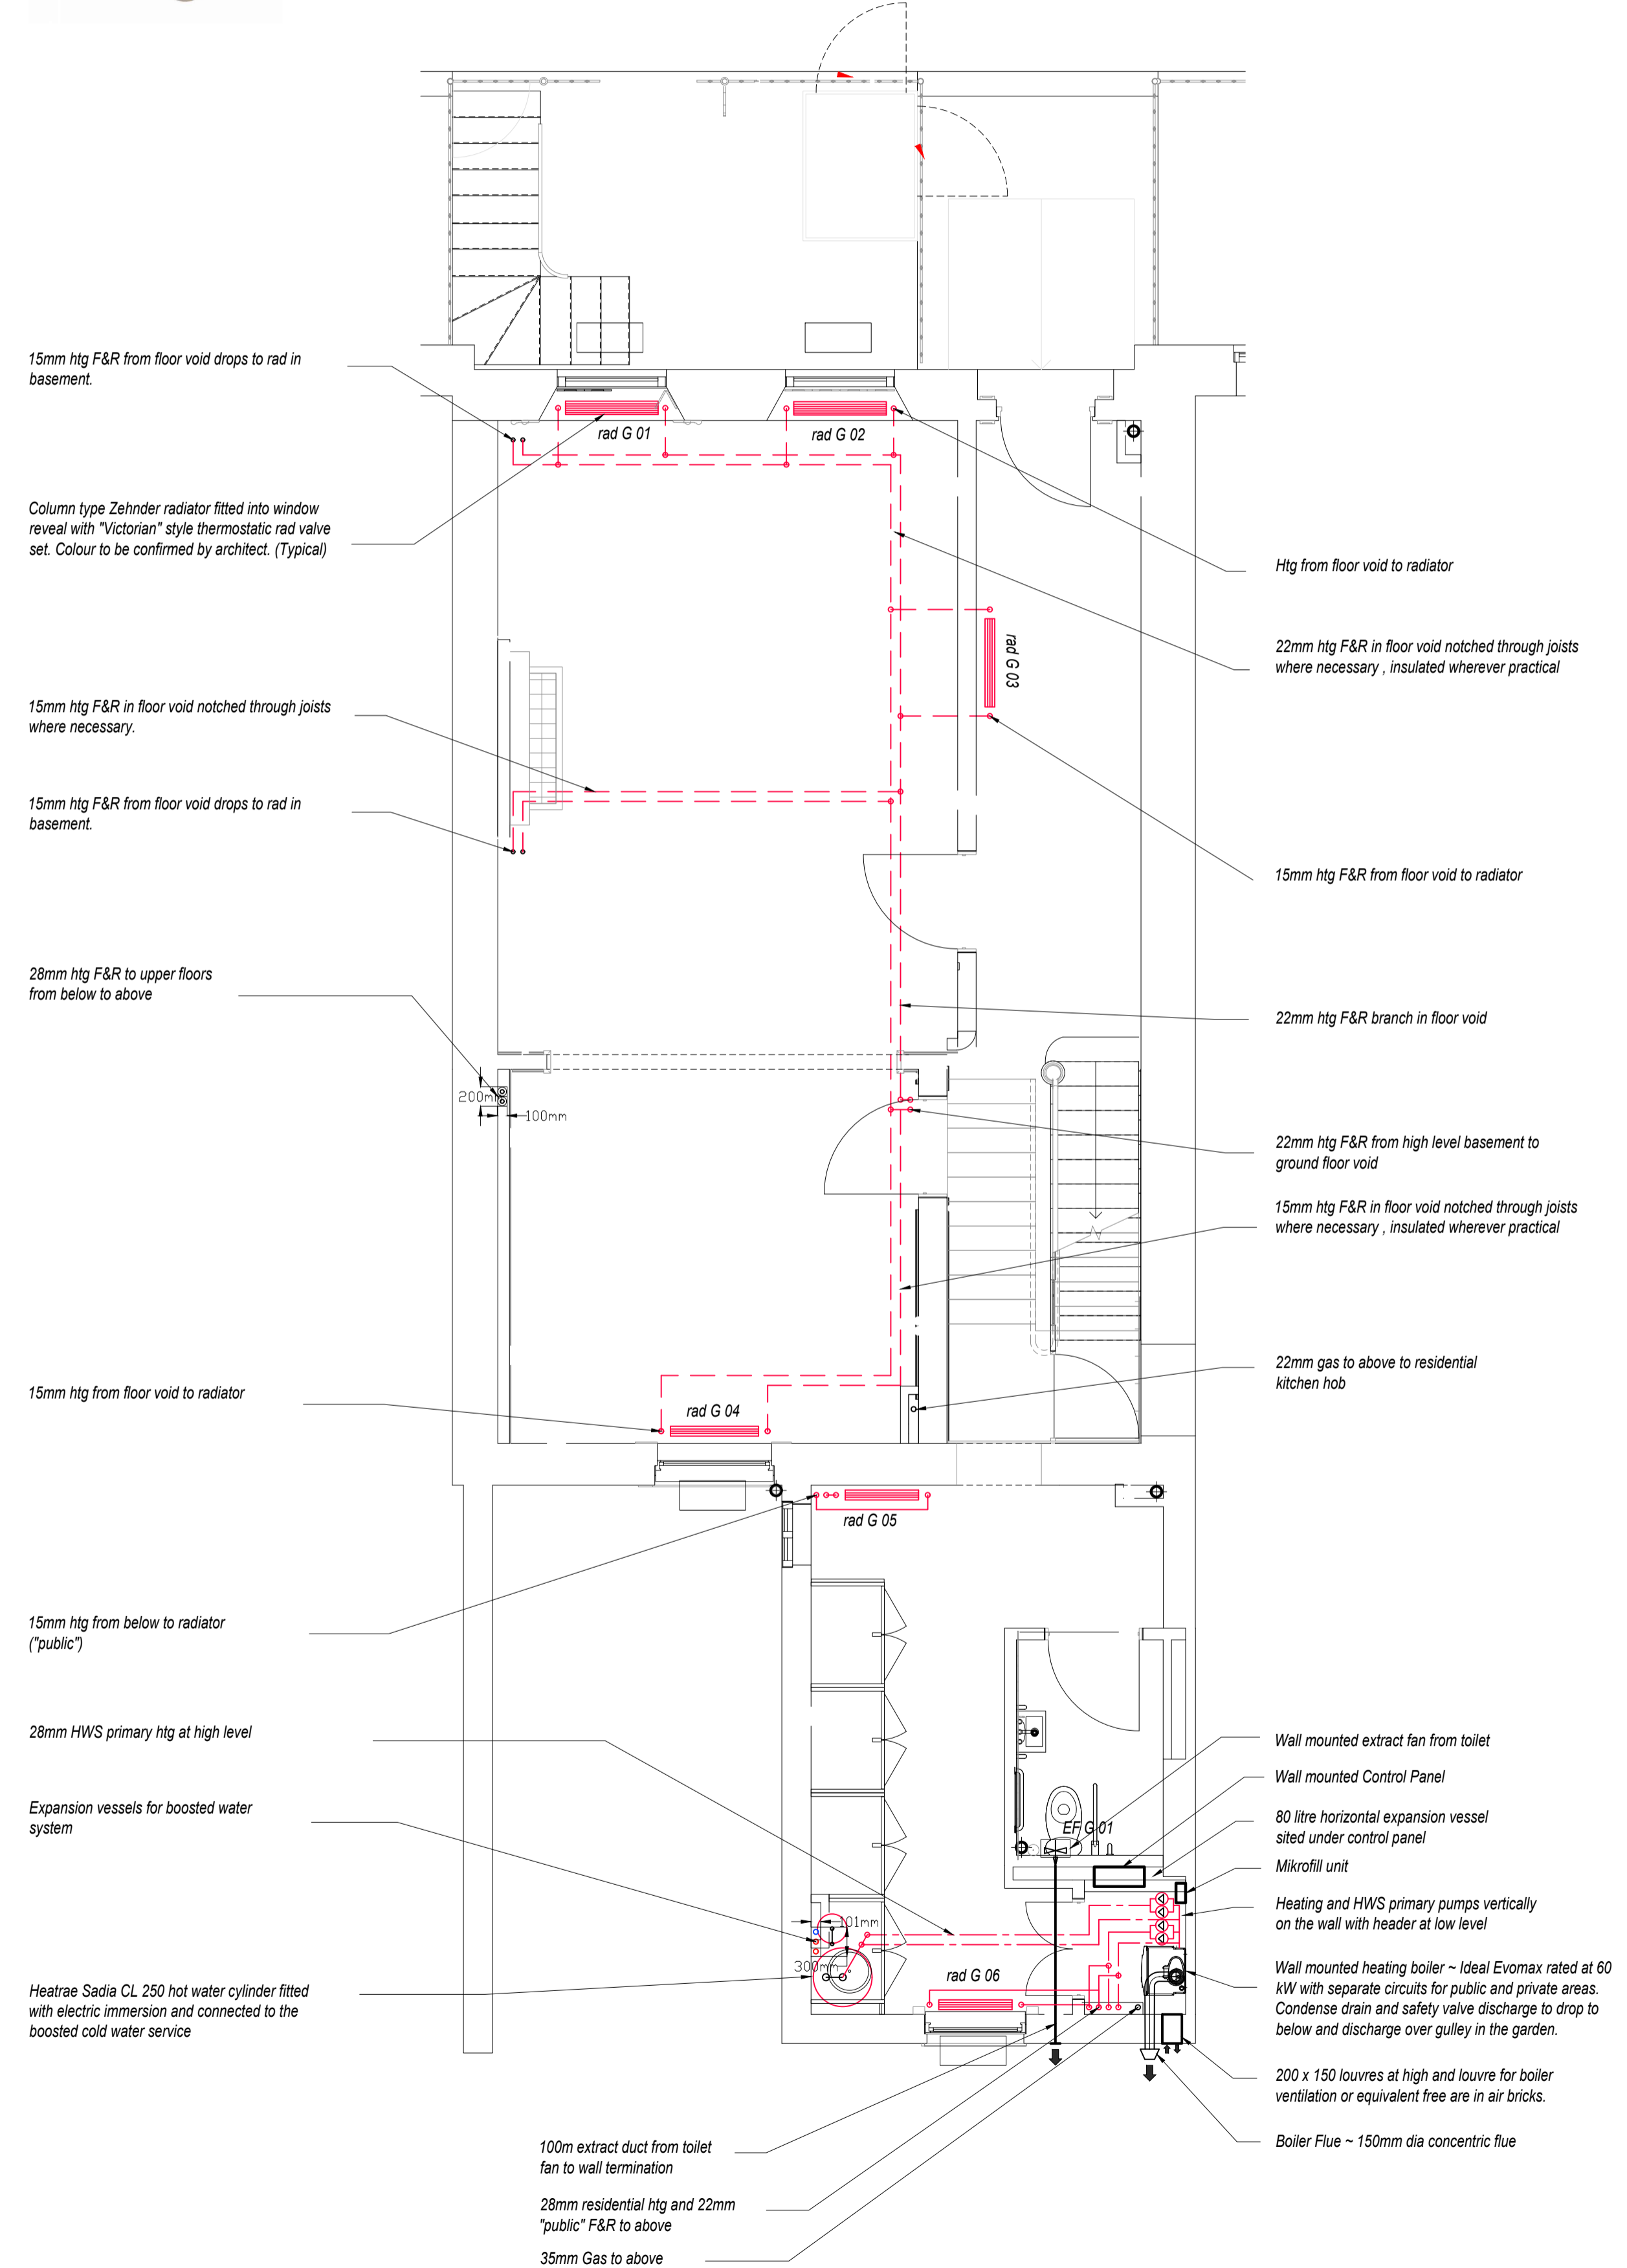 15mm htg F&R from floor void drops to rad in
basement.
rad G 01
rad G 02
Column type Zehnder radiator fitted into window
reveal with "Victorian" style thermostatic rad valve
set. Colour to be confirmed by architect. (Typical)
Htg from floor void to radiator
rad G 03
22mm htg F&R in floor void notched through joists
where necessary , insulated wherever practical
15mm htg F&R in floor void notched through joists
where necessary.
15mm htg F&R from floor void drops to rad in
basement.
15mm htg F&R from floor void to radiator
28mm htg F&R to upper floors
from below to above
22mm htg F&R branch in floor void
200mm
100mm
22mm htg F&R from high level basement to
ground floor void
15mm htg F&R in floor void notched through joists
where necessary , insulated wherever practical
22mm gas to above to residential
kitchen hob
15mm htg from floor void to radiator
rad G 04
rad G 05
15mm htg from below to radiator
("public")
28mm HWS primary htg at high level
Wall mounted extract fan from toilet
Wall mounted Control Panel
Expansion vessels for boosted water
system
EF G 01
80 litre horizontal expansion vessel
sited under control panel
Mikrofill unit
Heating and HWS primary pumps vertically
on the wall with header at low level
101mm
300mm
rad G 06
Heatrae Sadia CL 250 hot water cylinder fitted
with electric immersion and connected to the
boosted cold water service
Wall mounted heating boiler ~ Ideal Evomax rated at 60
kW with separate circuits for public and private areas.
Condense drain and safety valve discharge to drop to
below and discharge over gulley in the garden.
200 x 150 louvres at high and louvre for boiler
ventilation or equivalent free are in air bricks.
Boiler Flue ~ 150mm dia concentric flue
100m extract duct from toilet
fan to wall termination
28mm residential htg and 22mm
"public" F&R to above
35mm Gas to above